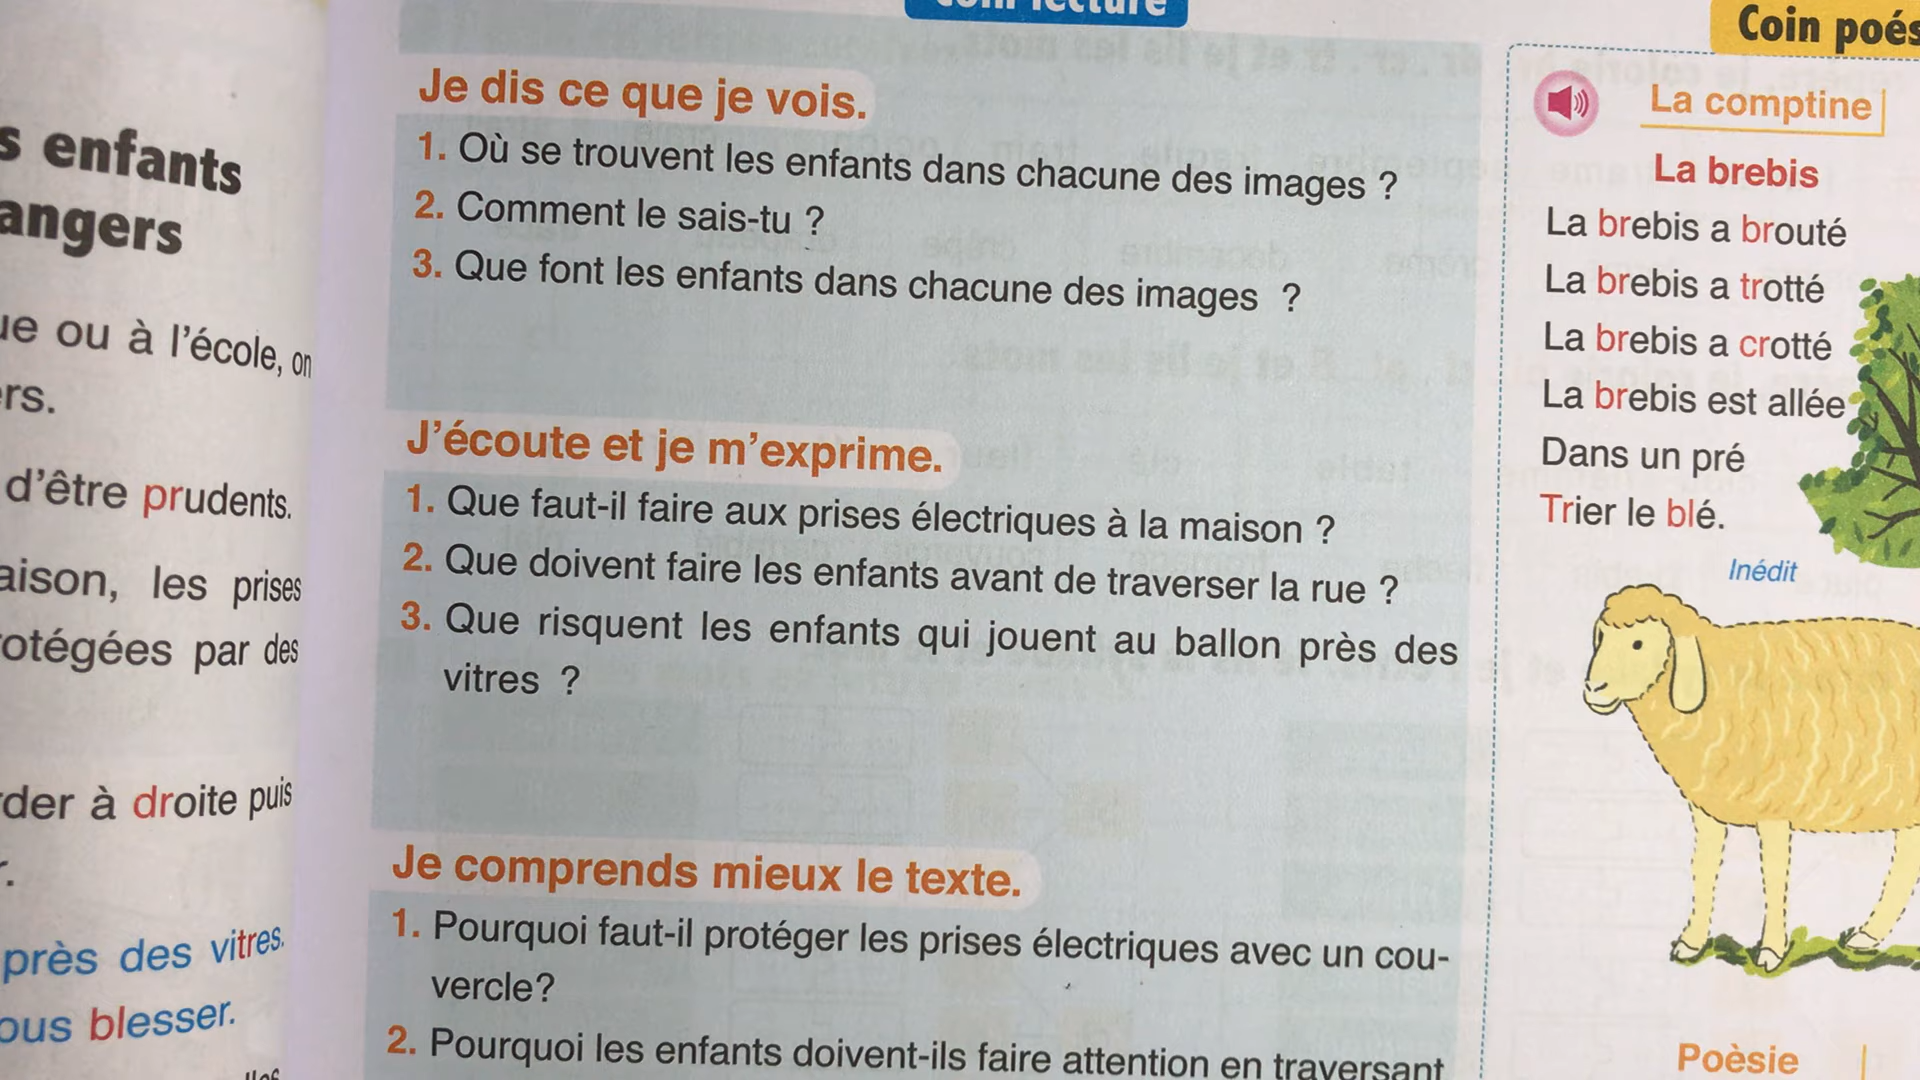 s enfants
angers
ue ou à l'école, on
ers.
d'être prudents.
aison, les prises
otégées par des
der à droite puis
r.
près des vitres.
ous blesser.
Coin lecture
Je dis ce que je vois.
1. Où se trouvent les enfants dans chacune des images ?
2. Comment le sais-tu ?
3. Que font les enfants dans chacune des images ?
J'écoute et je m'exprime.
1. Que faut-il faire aux prises électriques à la maison ?
2. Que doivent faire les enfants avant de traverser la rue ?
3. Que risquent les enfants qui jouent au ballon près des
vitres ?
Je comprends mieux le texte.
1. Pourquoi faut-il protéger les prises électriques avec un cou-
vercle?
2. Pourquoi les enfants doivent-ils faire attention en traversant
Coin poés
La comptine
La brebis
La brebis a brouté
La brebis a trotté
La brebis a crotté
La brebis est allée
Dans un pré
Trier le blé.
Inédit
Poèsie